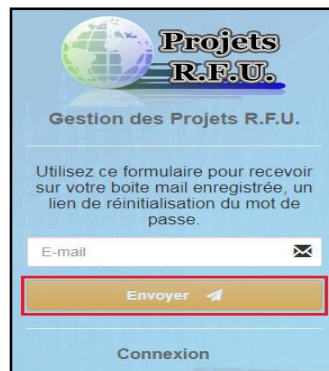 Projets
R.F.U.
Gestion des Projets R.F.U.
Utilisez ce formulaire pour recevoir
sur votre boite mail enregistrée, un
lien de réinitialisation du mot de
passe.
E-mail
Envoyer
Connexion